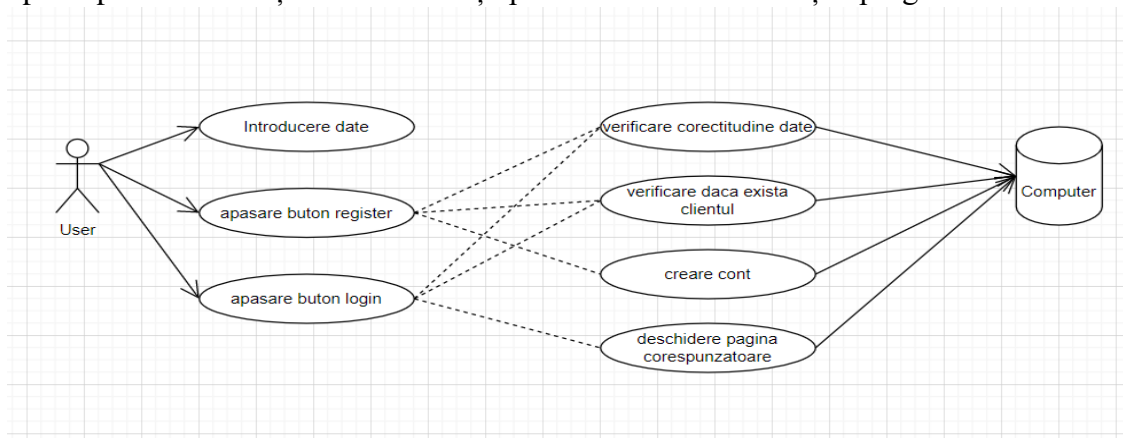 Introducere date
verificare corectitudine date
verificare daca exista
clientul
Computer
apasare buton register
User
creare cont
apasare buton login
deschidere pagina
corespunzatoare